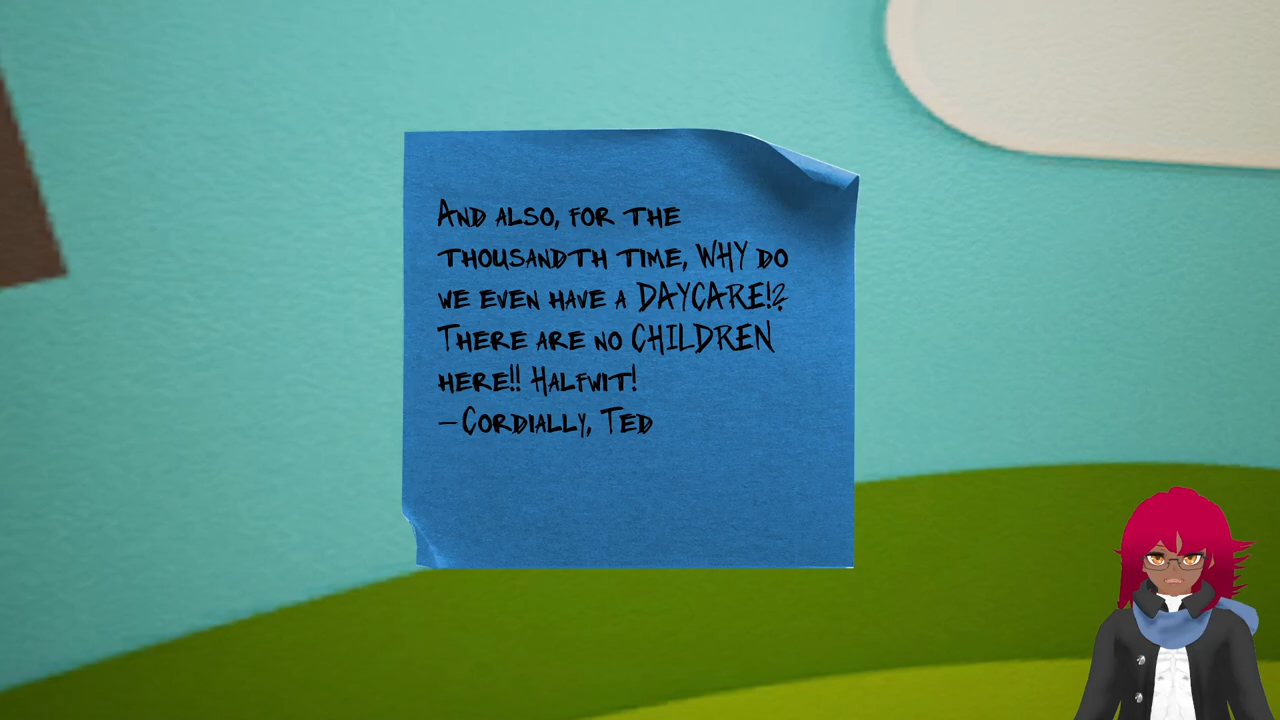 And also, for the
thousandth time, WHY do
we even have a DAYCARE!?
There are no CHILDREN
here!! Halfwit!
—Cordially, Ted